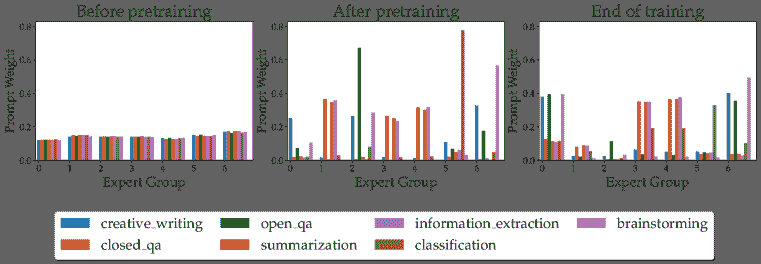 Before pretraining
After pretraining
End of training
0.8
0.6
0.4
0.2
0.0
Prompt Weight
0 1 2 3 4 5 6
Expert Group
0.8
0.6
0.4
0.2
0.0
Prompt Weight
0 1 2 3 4 5 6
Expert Group
0.8
0.6
0.4
0.2
0.0
Prompt Weight
0 1 2 3 4 5 6
Expert Group
creative_writing open_qa information_extraction brainstorming
closed_qa summarization classification